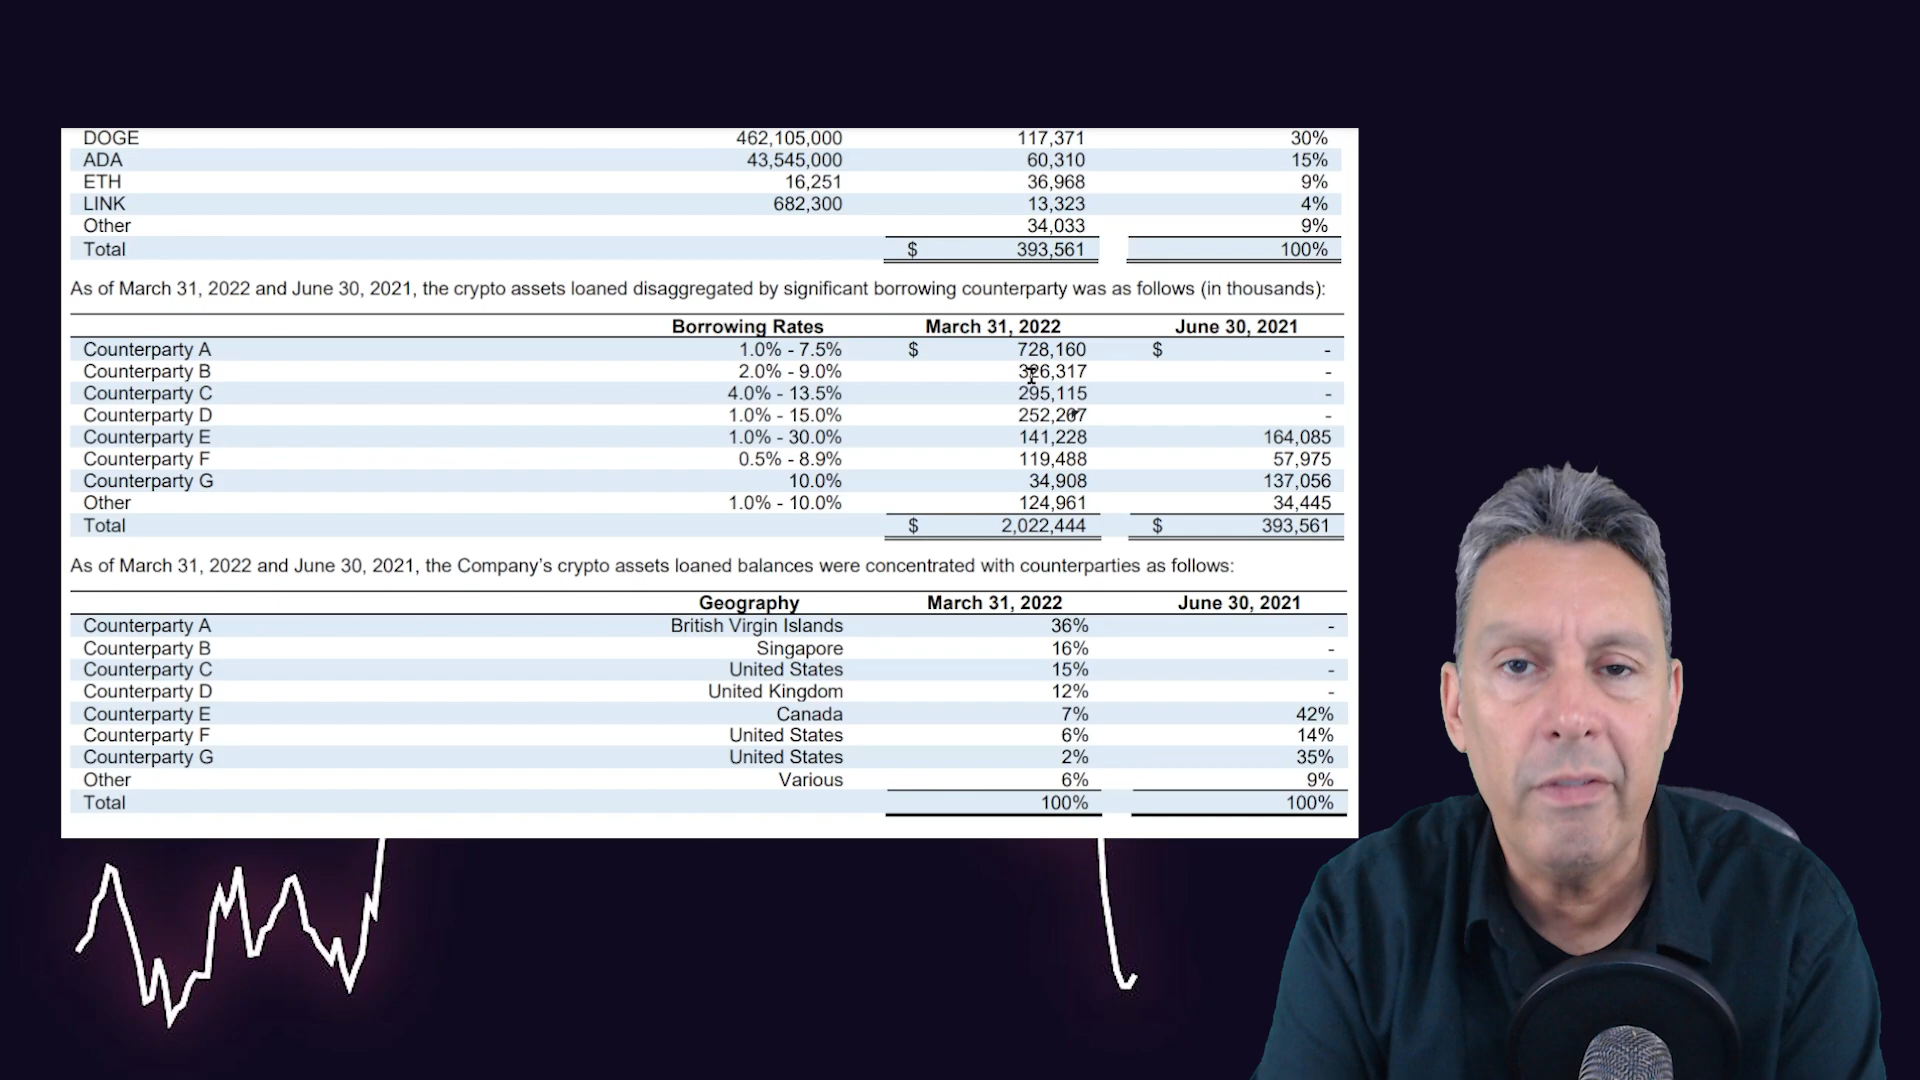 DOGE 462,105,000 117,371 30%
ADA 43,545,000 60,310 15%
ETH 16,251 36,968 9%
LINK 682,300 13,323 4%
Other 34,033 9%
Total $ 393,561 100%
As of March 31, 2022 and June 30, 2021, the crypto assets loaned disaggregated by significant borrowing counterparty was as follows (in thousands):
Borrowing Rates March 31, 2022 June 30, 2021
Counterparty A 1.0% - 7.5% $ 728,160 $ -
Counterparty B 2.0% - 9.0% 326,317 -
Counterparty C 4.0% - 13.5% 295,115 -
Counterparty D 1.0% - 15.0% 252,267 -
Counterparty E 1.0% - 30.0% 141,228 164,085
Counterparty F 0.5% - 8.9% 119,488 57,975
Counterparty G 10.0% 34,908 137,056
Other 1.0% - 10.0% 124,961 34,445
Total $ 2,022,444 $ 393,561
As of March 31, 2022 and June 30, 2021, the Company's crypto assets loaned balances were concentrated with counterparties as follows:
Geography March 31, 2022 June 30, 2021
Counterparty A British Virgin Islands 36% -
Counterparty B Singapore 16% -
Counterparty C United States 15% -
Counterparty D United Kingdom 12% -
Counterparty E Canada 7% 42%
Counterparty F United States 6% 14%
Counterparty G United States 2% 35%
Other Various 6% 9%
Total 100% 100%